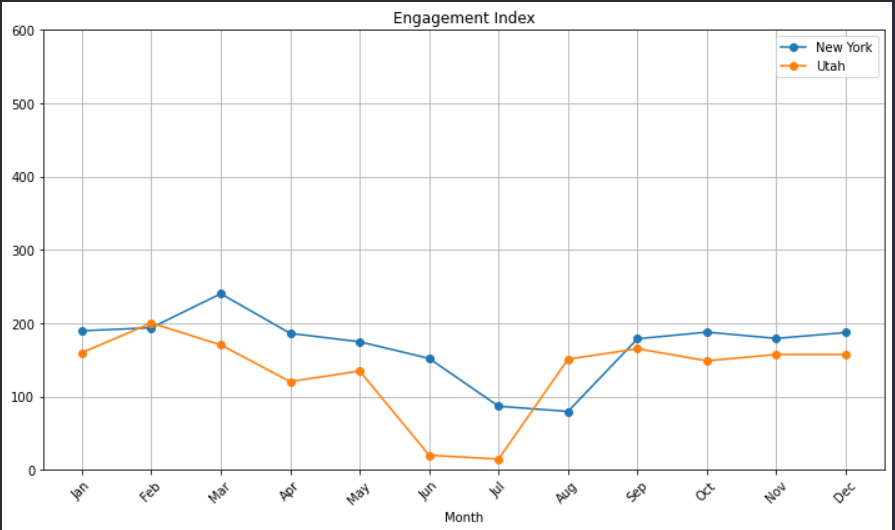 Engagement Index
New York
Utah
600
500
400
300
200
100
0
Jan Feb Mar Apr May Jun Jul Aug Sep Oct Nov Dec
Month